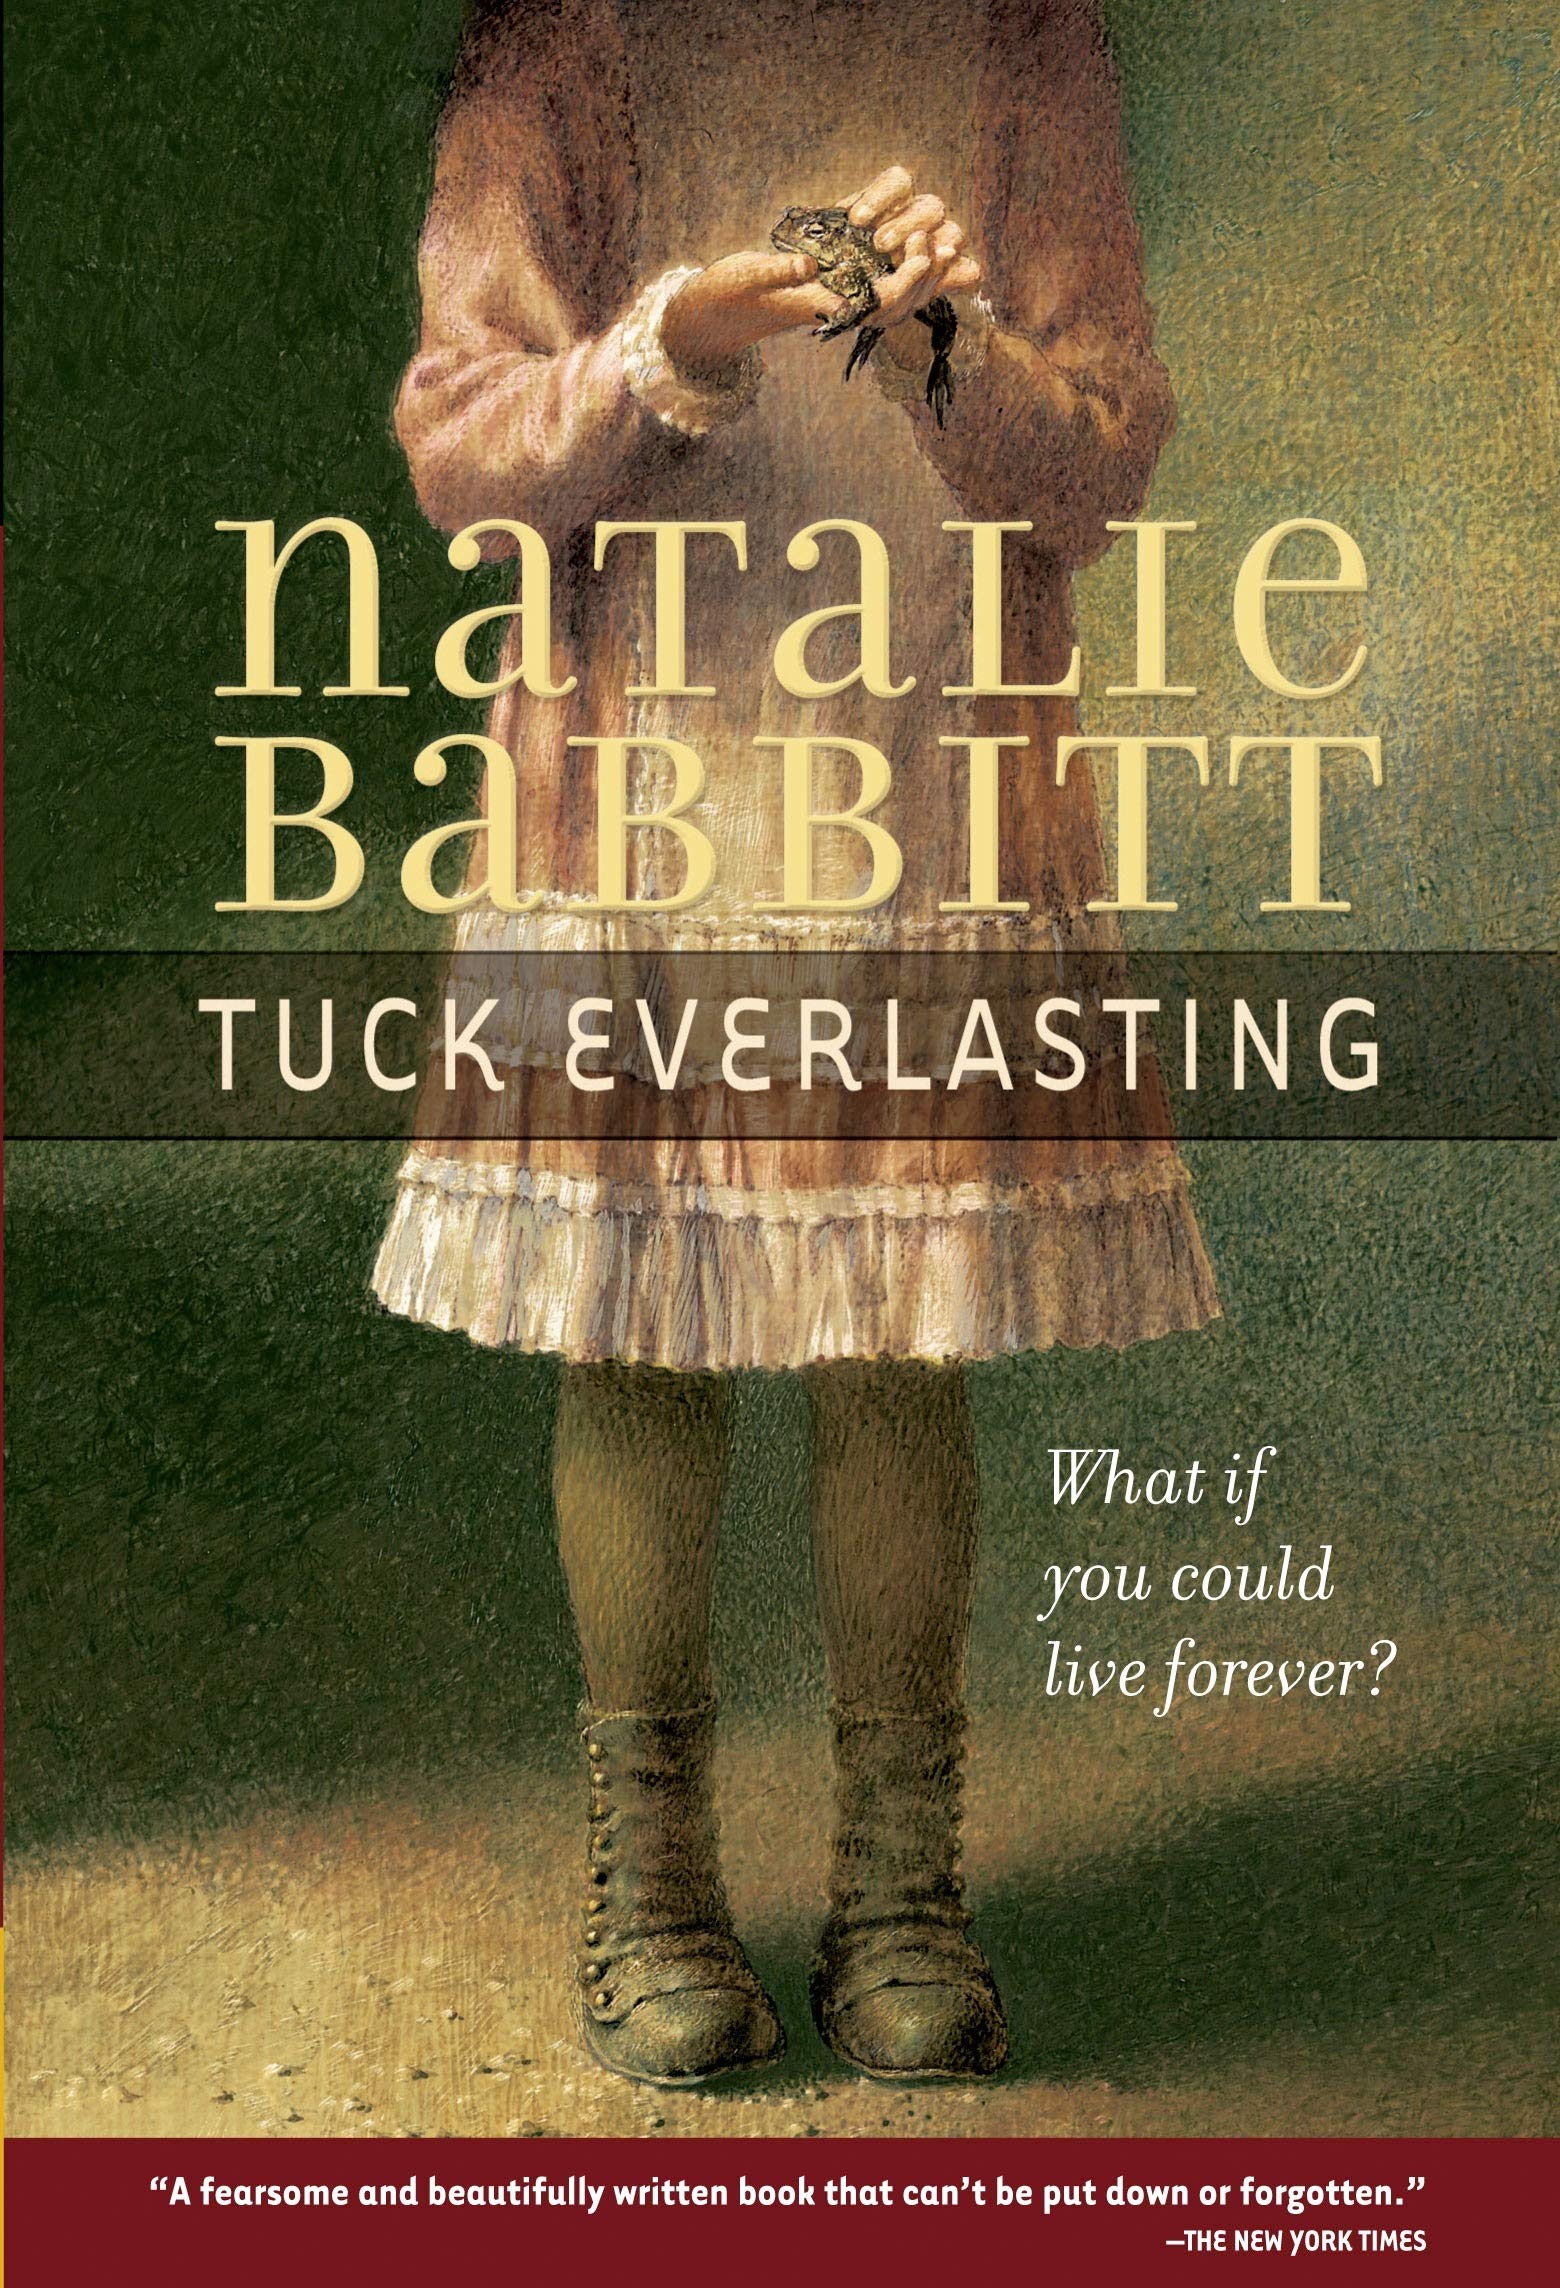 NATALIE
BABBITT
TUCK EVERLASTING
What if
you could
live forever?
“A fearsome and beautifully written book that can’t be put down or forgotten.”
—THE NEW YORK TIMES